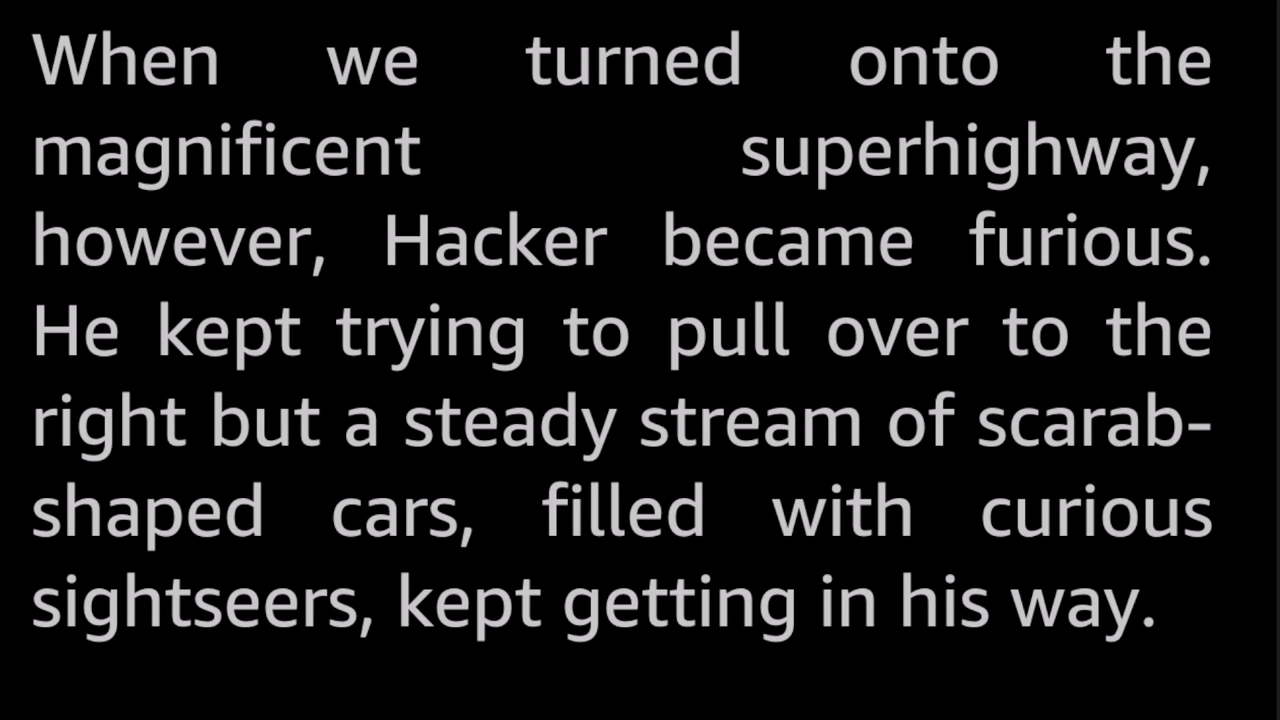 When we turned onto the
magnificent superhighway,
however, Hacker became furious.
He kept trying to pull over to the
right but a steady stream of scarab-
shaped cars, filled with curious
sightseers, kept getting in his way.